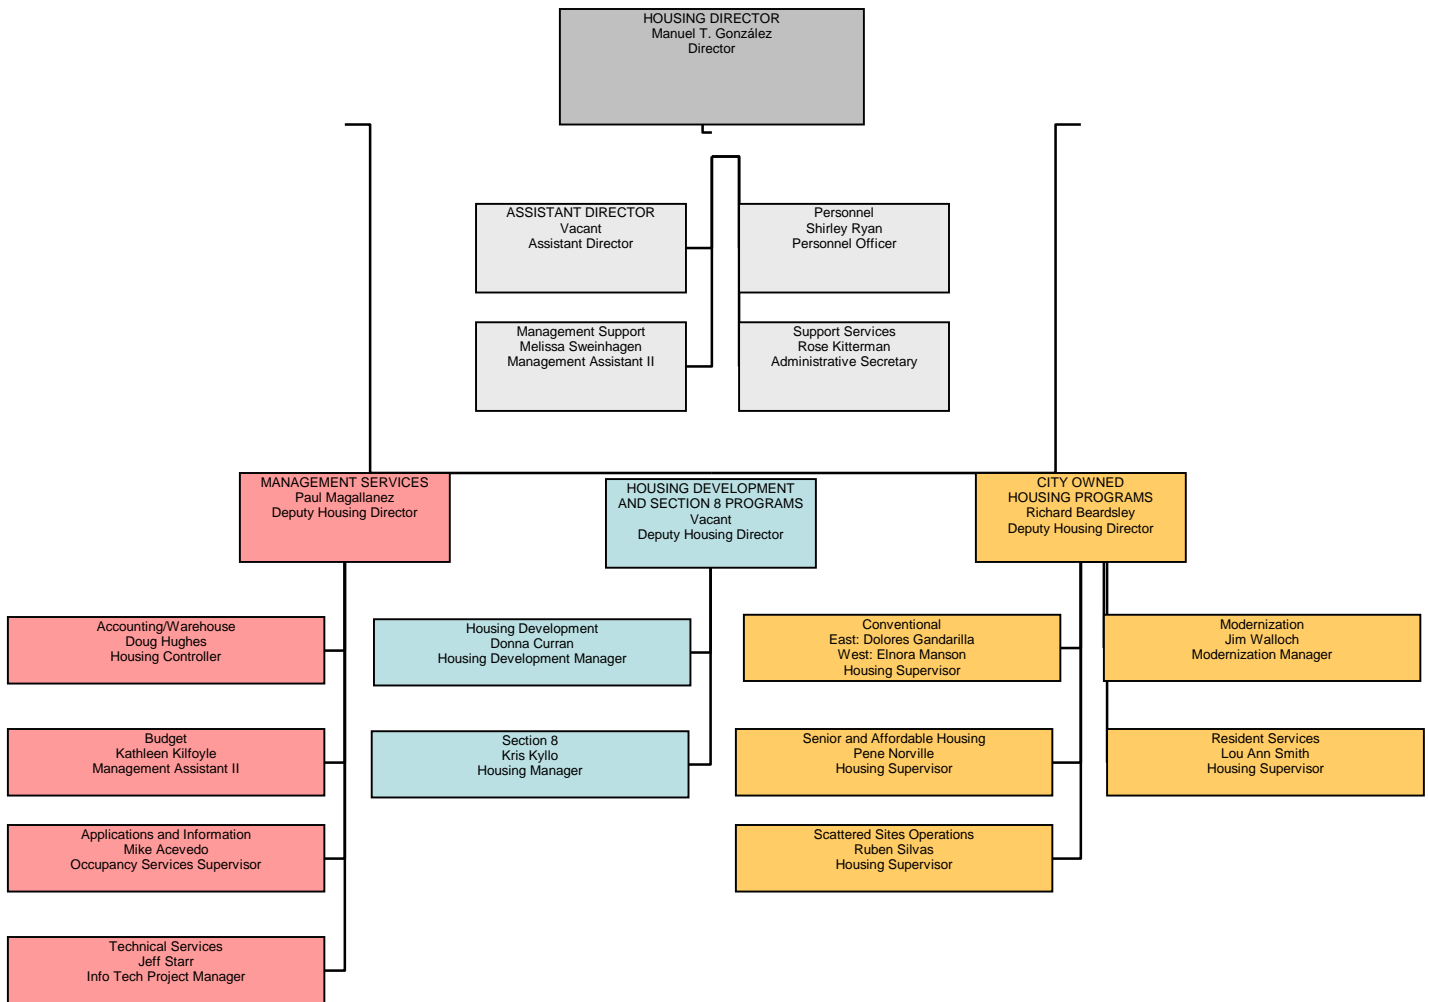 HOUSING DIRECTOR
Manuel T. González
Director
ASSISTANT DIRECTOR
Vacant
Assistant Director
Personnel
Shirley Ryan
Personnel Officer
Management Support
Melissa Sweinhagen
Management Assistant II
Support Services
Rose Kitterman
Administrative Secretary
MANAGEMENT SERVICES
Paul Magallanez
Deputy Housing Director
HOUSING DEVELOPMENT
AND SECTION 8 PROGRAMS
Vacant
Deputy Housing Director
CITY OWNED
HOUSING PROGRAMS
Richard Beardsley
Deputy Housing Director
Accounting/Warehouse
Doug Hughes
Housing Controller
Housing Development
Donna Curran
Housing Development Manager
Conventional
East: Dolores Gandarilla
West: Elnora Manson
Housing Supervisor
Modernization
Jim Walloch
Modernization Manager
Budget
Kathleen Kilfoyle
Management Assistant II
Section 8
Kris Kyllo
Housing Manager
Senior and Affordable Housing
Pene Norville
Housing Supervisor
Resident Services
Lou Ann Smith
Housing Supervisor
Applications and Information
Mike Acevedo
Occupancy Services Supervisor
Scattered Sites Operations
Ruben Silvas
Housing Supervisor
Technical Services
Jeff Starr
Info Tech Project Manager